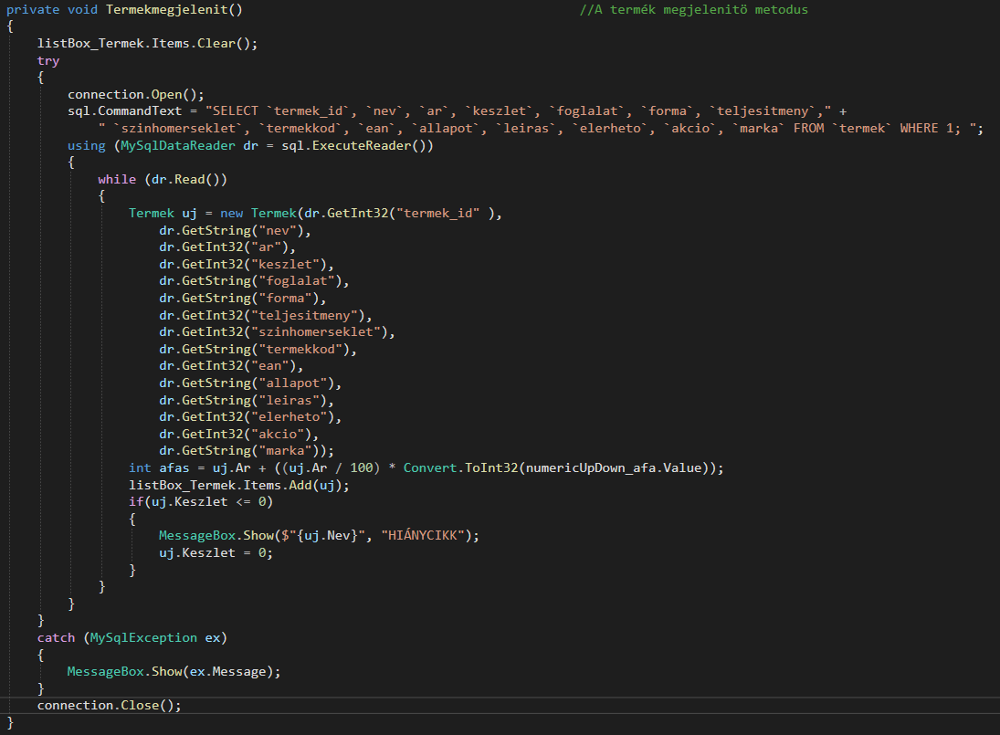 private void Termekmegjelenit() //A termék megjelenitö metodus
{
listBox_Termek.Items.Clear();
try
{
connection.Open();
sql.CommandText = "SELECT `termek_id`, `nev`, `ar`, `keszlet`, `foglalat`, `forma`, `teljesitmeny`," +
" `szinhomerseklet`, `termekkod`, `ean`, `allapot`, `leiras`, `elerheto`, `akcio`, `marka` FROM `termek` WHERE 1; ";
using (MySqlDataReader dr = sql.ExecuteReader())
{
while (dr.Read())
{
Termek uj = new Termek(dr.GetInt32("termek_id" ),
dr.GetString("nev"),
dr.GetInt32("ar"),
dr.GetInt32("keszlet"),
dr.GetString("foglalat"),
dr.GetString("forma"),
dr.GetInt32("teljesitmeny"),
dr.GetInt32("szinhomerseklet"),
dr.GetString("termekkod"),
dr.GetInt32("ean"),
dr.GetString("allapot"),
dr.GetString("leiras"),
dr.GetInt32("elerheto"),
dr.GetInt32("akcio"),
dr.GetString("marka"));
int afas = uj.Ar + ((uj.Ar / 100) * Convert.ToInt32(numericUpDown_afa.Value));
listBox_Termek.Items.Add(uj);
if(uj.Keszlet <= 0)
{
MessageBox.Show($"{uj.Nev}", "HIÁNYCIKK");
uj.Keszlet = 0;
}
}
}
}
catch (MySqlException ex)
{
MessageBox.Show(ex.Message);
}
connection.Close();
}